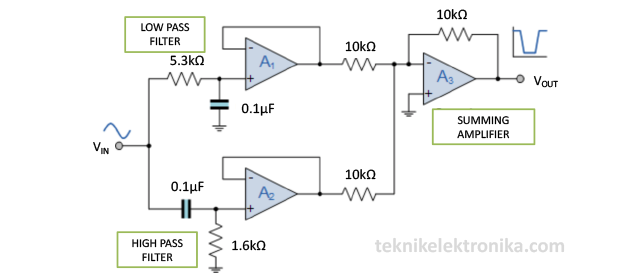 LOW PASS
FILTER
5.3kΩ
A₁
0.1µF
10kΩ
10kΩ
A₃
VOUT
SUMMING
AMPLIFIER
VIN
0.1µF
A₂
10kΩ
1.6kΩ
HIGH PASS
FILTER
teknikelektronika.com
-
+
-
+
-
+